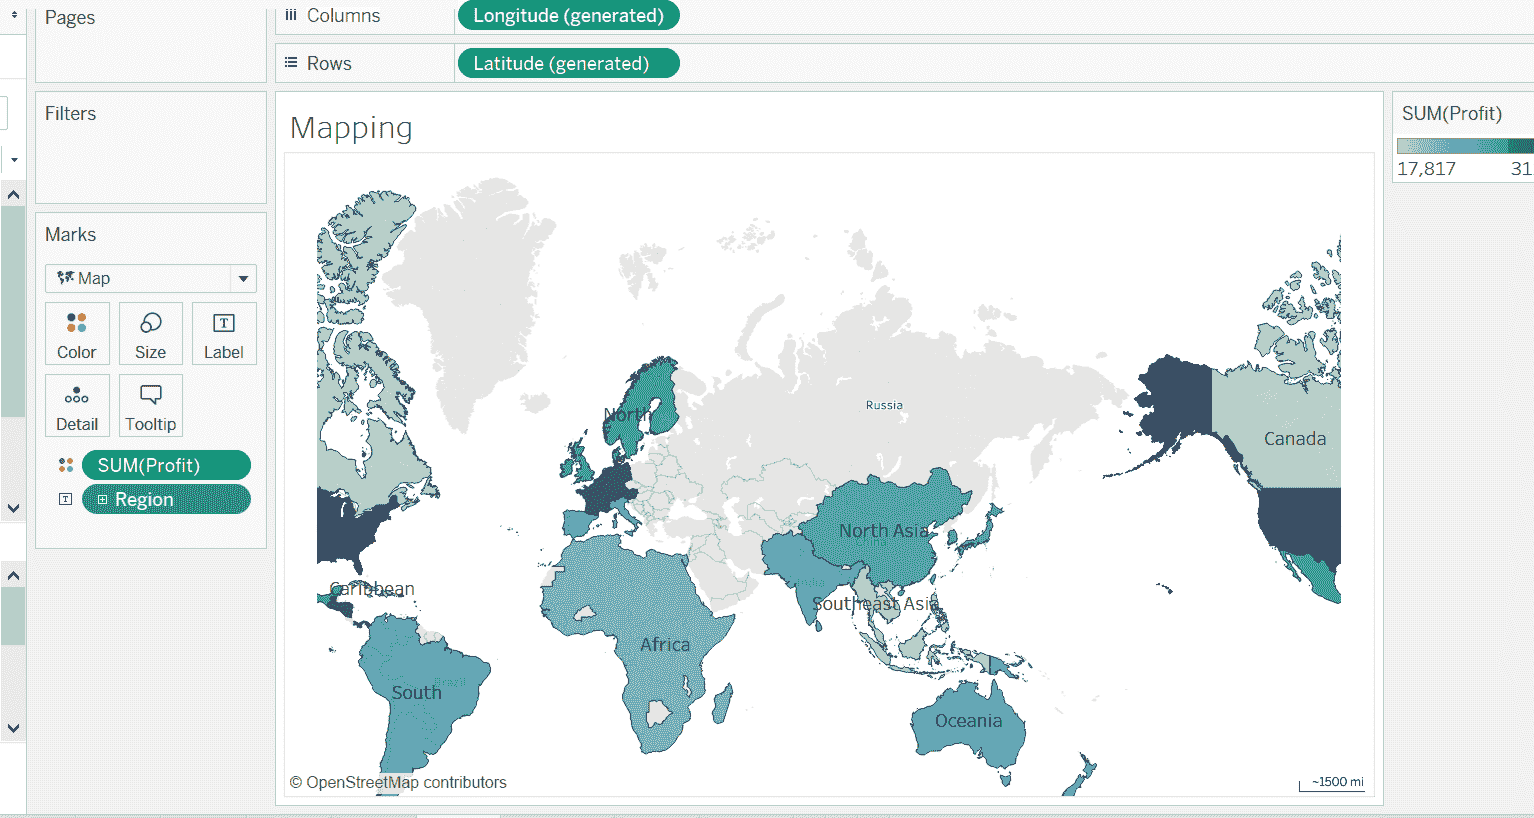 Pages
Columns
Longitude (generated)
Rows
Latitude (generated)
Filters
Mapping
SUM(Profit)
17,817
31
Marks
Map
Color
Size
Label
Detail
Tooltip
SUM(Profit)
Region
Russia
North
Canada
North Asia
Caribbean
India
Southeast Asia
Africa
Brazil
South
Oceania
© OpenStreetMap contributors
~1500 mi